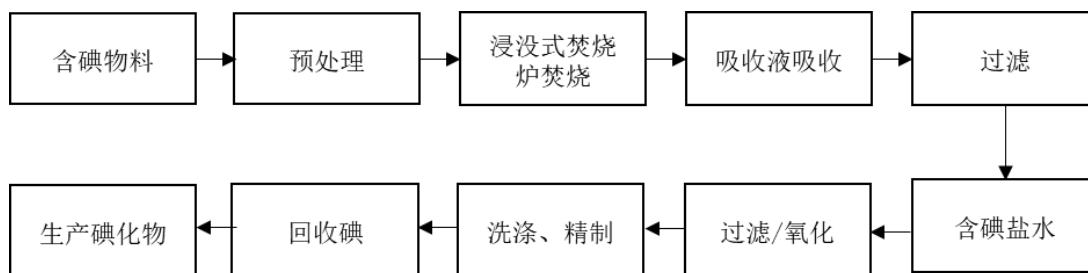 含碘物料
预处理
浸没式焚烧
炉焚烧
吸收液吸收
过滤
含碘盐水
过滤/氧化
洗涤、精制
回收碘
生产碘化物